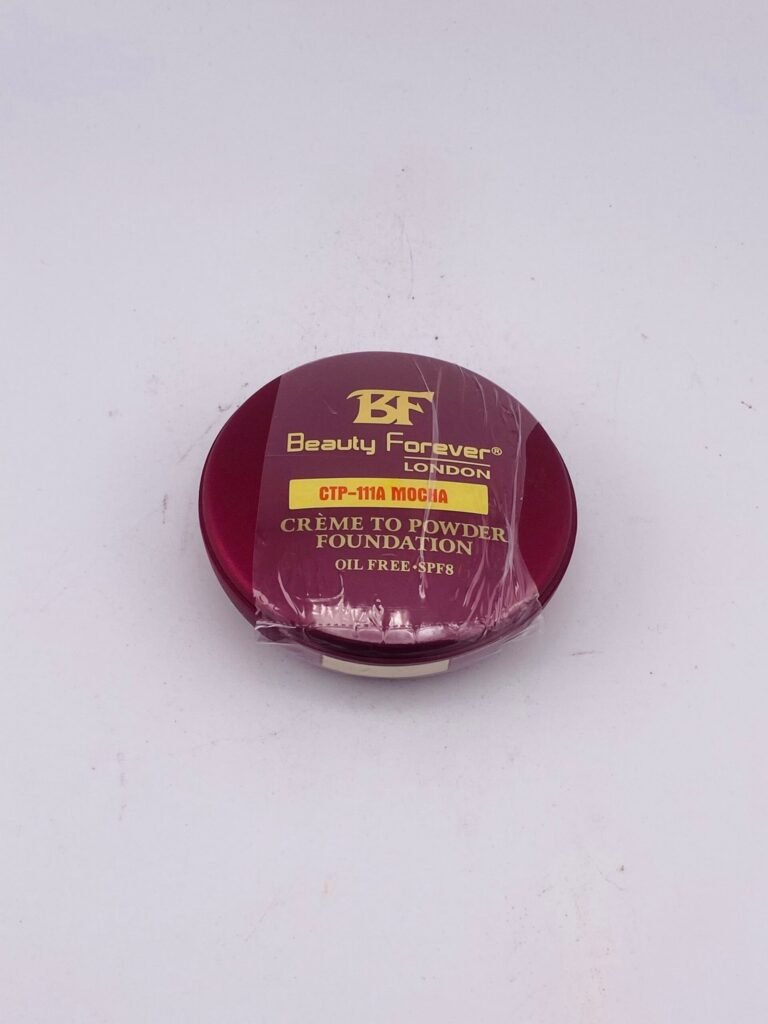 BF
Beauty Forever®
LONDON
CTP-111A MOCHA
CRÈME TO POWDER
FOUNDATION
OIL FREE•SPF8